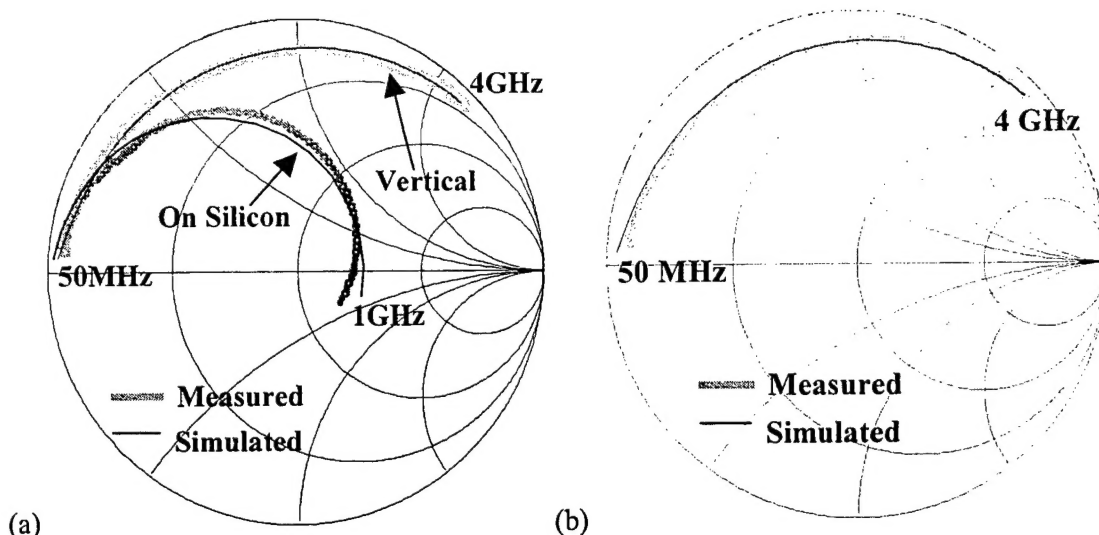 4GHz
Vertical
On Silicon
50MHz
1GHz
Measured
Simulated
(a)
4 GHz
50 MHz
Measured
Simulated
(b)